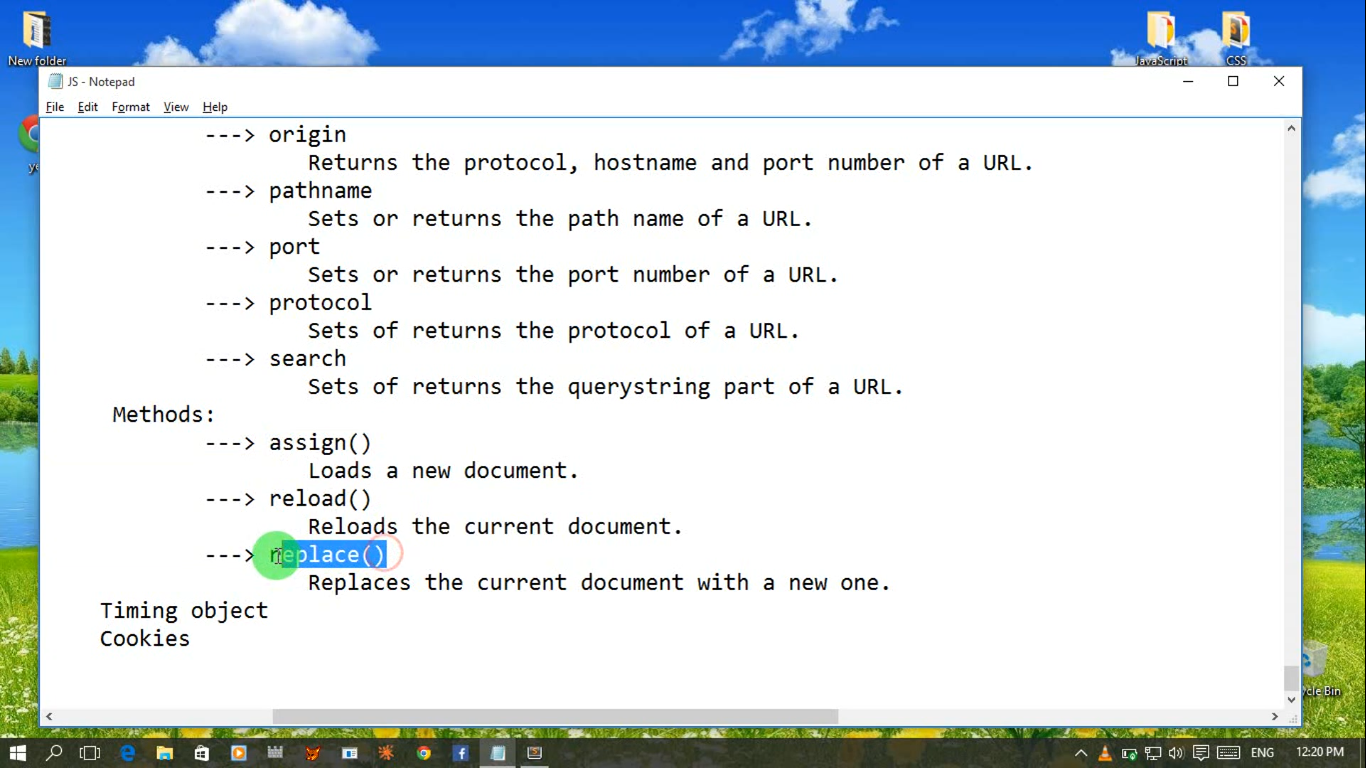 New folder
JavaScript
CSS
JS - Notepad
File Edit Format View Help
---> origin
Returns the protocol, hostname and port number of a URL.
---> pathname
Sets or returns the path name of a URL.
---> port
Sets or returns the port number of a URL.
---> protocol
Sets of returns the protocol of a URL.
---> search
Sets of returns the querystring part of a URL.
Methods:
---> assign()
Loads a new document.
---> reload()
Reloads the current document.
---> replace()
Replaces the current document with a new one.
Timing object
Cookies
cle Bin
ENG
12:20 PM